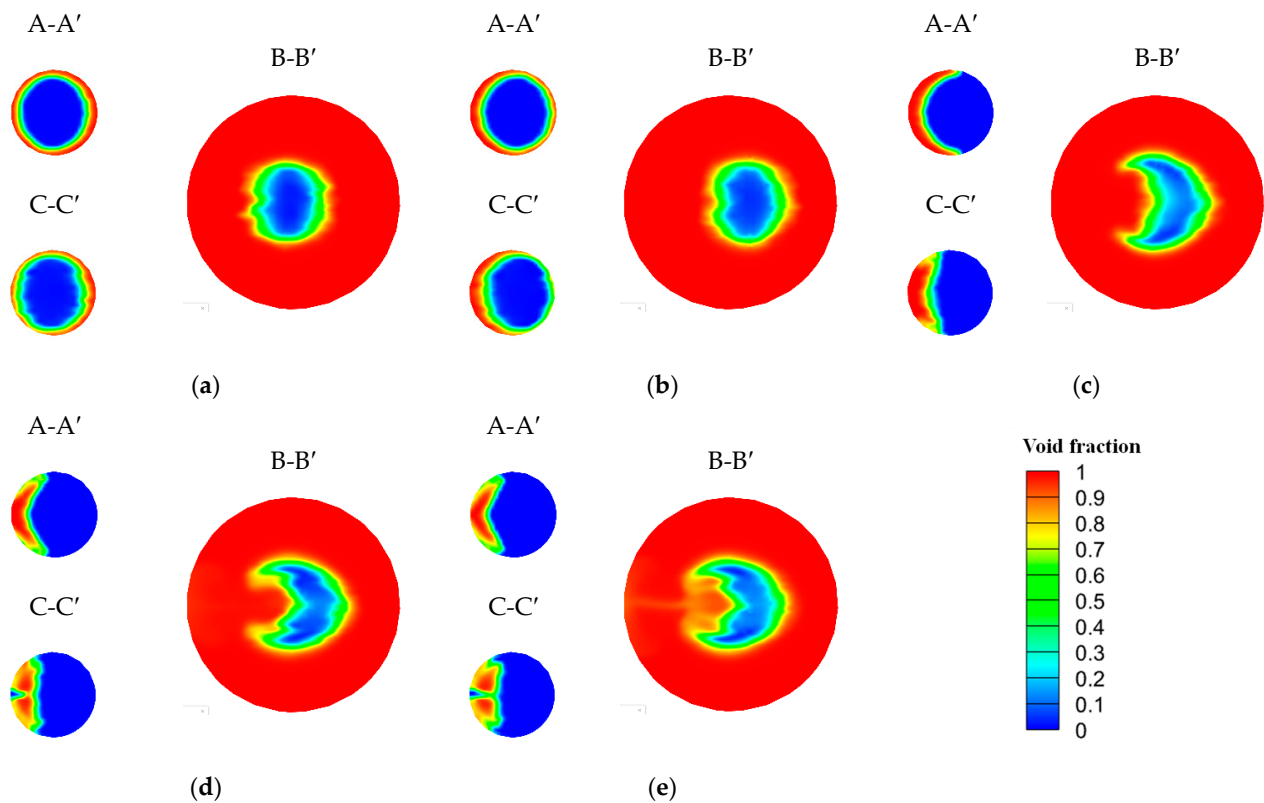 A-A′
B-B′
C-C′
(a)
A-A′
B-B′
C-C′
(b)
A-A′
B-B′
C-C′
(c)
A-A′
B-B′
C-C′
(d)
A-A′
B-B′
C-C′
(e)
Void fraction
1
0.9
0.8
0.7
0.6
0.5
0.4
0.3
0.2
0.1
0